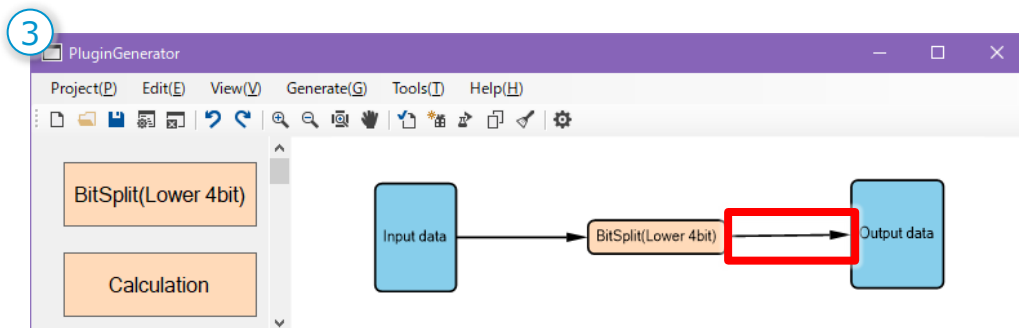 3
PluginGenerator
Project(P) Edit(E) View(V) Generate(G) Tools(T) Help(H)
BitSplit(Lower 4bit)
Calculation
Input data
BitSplit(Lower 4bit)
Output data